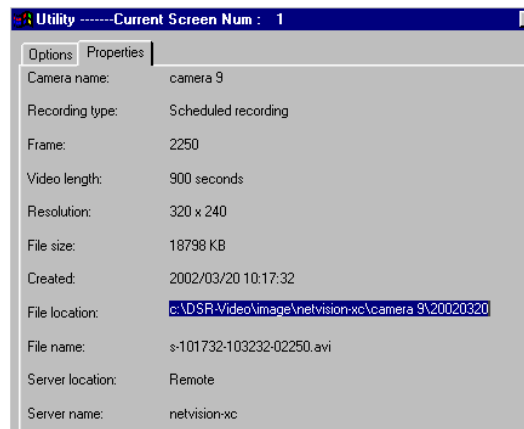 Utility -------Current Screen Num : 1
Options Properties
Camera name: camera 9
Recording type: Scheduled recording
Frame: 2250
Video length: 900 seconds
Resolution: 320 x 240
File size: 18798 KB
Created: 2002/03/20 10:17:32
File location: c:\DSR-Video\image\netvision-xc\camera 9\20020320
File name: s-101732-103232-02250.avi
Server location: Remote
Server name: netvision-xc